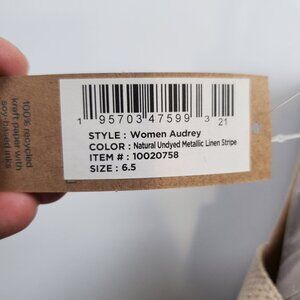 1 95703 47599 3 21
STYLE : Women Audrey
COLOR : Natural Undyed Metallic Linen Stripe
ITEM # : 10020758
SIZE : 6.5
100% recycled
kraft paper with
soy-based inks